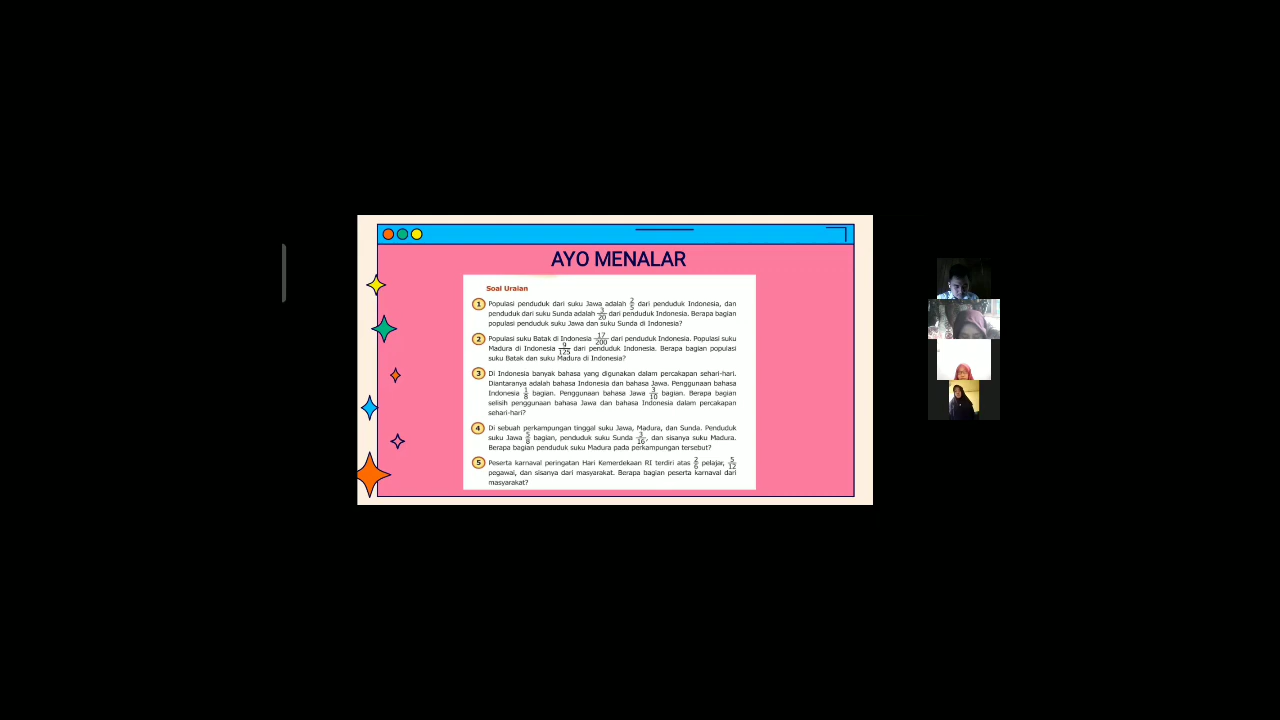 AYO MENALAR
Soal Uraian
1 Populasi penduduk dari suku Jawa adalah 2/5 dari penduduk Indonesia, dan
penduduk dari suku Sunda adalah 3/20 dari penduduk Indonesia. Berapa bagian
populasi penduduk suku Jawa dan suku Sunda di Indonesia?
2 Populasi suku Batak di Indonesia 17/200 dari penduduk Indonesia. Populasi suku
Madura di Indonesia 9/125 dari penduduk Indonesia. Berapa bagian populasi
suku Batak dan suku Madura di Indonesia?
3 Di Indonesia banyak bahasa yang digunakan dalam percakapan sehari-hari.
Diantaranya adalah bahasa Indonesia dan bahasa Jawa. Penggunaan bahasa
Indonesia 1/8 bagian. Penggunaan bahasa Jawa 3/10 bagian. Berapa bagian
selisih penggunaan bahasa Jawa dan bahasa Indonesia dalam percakapan
sehari-hari?
4 Di sebuah perkampungan tinggal suku Jawa, Madura, dan Sunda. Penduduk
suku Jawa 5/8 bagian, penduduk suku Sunda 3/16, dan sisanya suku Madura.
Berapa bagian penduduk suku Madura pada perkampungan tersebut?
5 Peserta karnaval peringatan Hari Kemerdekaan RI terdiri atas 2/6 pelajar, 5/12
pegawai, dan sisanya dari masyarakat. Berapa bagian peserta karnaval dari
masyarakat?